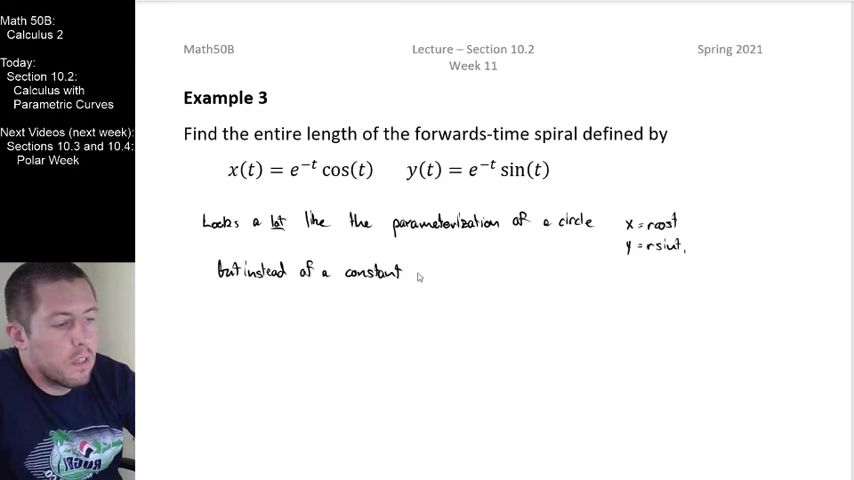 Math 50B:
Calculus 2
Today:
Section 10.2:
Calculus with
Parametric Curves
Next Videos (next week):
Sections 10.3 and 10.4:
Polar Week
Math50B Lecture – Section 10.2 Spring 2021
Week 11
Example 3
Find the entire length of the forwards-time spiral defined by
x(t) = e⁻ᵗ cos(t) y(t) = e⁻ᵗ sin(t)
Looks a lot like the parameterization of a circle x = rcost
y = rsint,
but instead of a constant